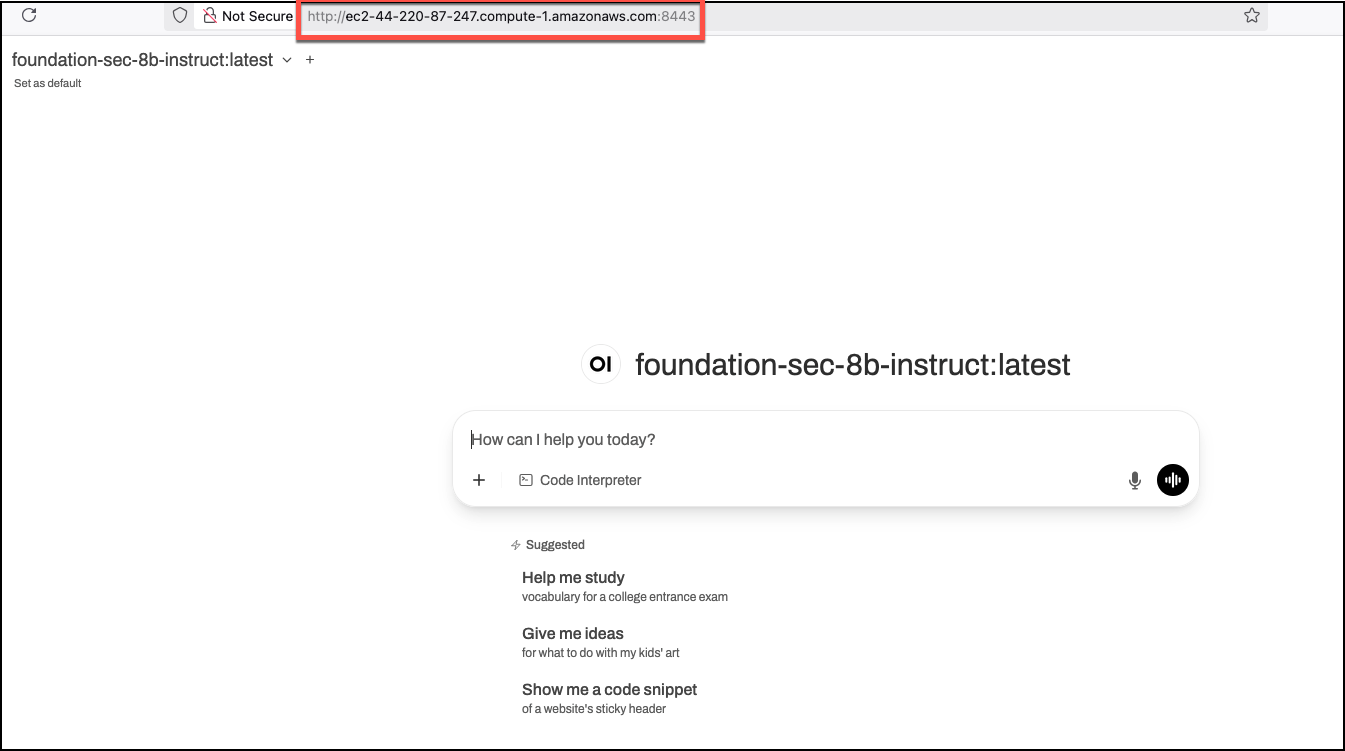 Not Secure http://ec2-44-220-87-247.compute-1.amazonaws.com:8443
foundation-sec-8b-instruct:latest
Set as default
OI foundation-sec-8b-instruct:latest
How can I help you today?
Code Interpreter
Suggested
Help me study
vocabulary for a college entrance exam
Give me ideas
for what to do with my kids' art
Show me a code snippet
of a website's sticky header